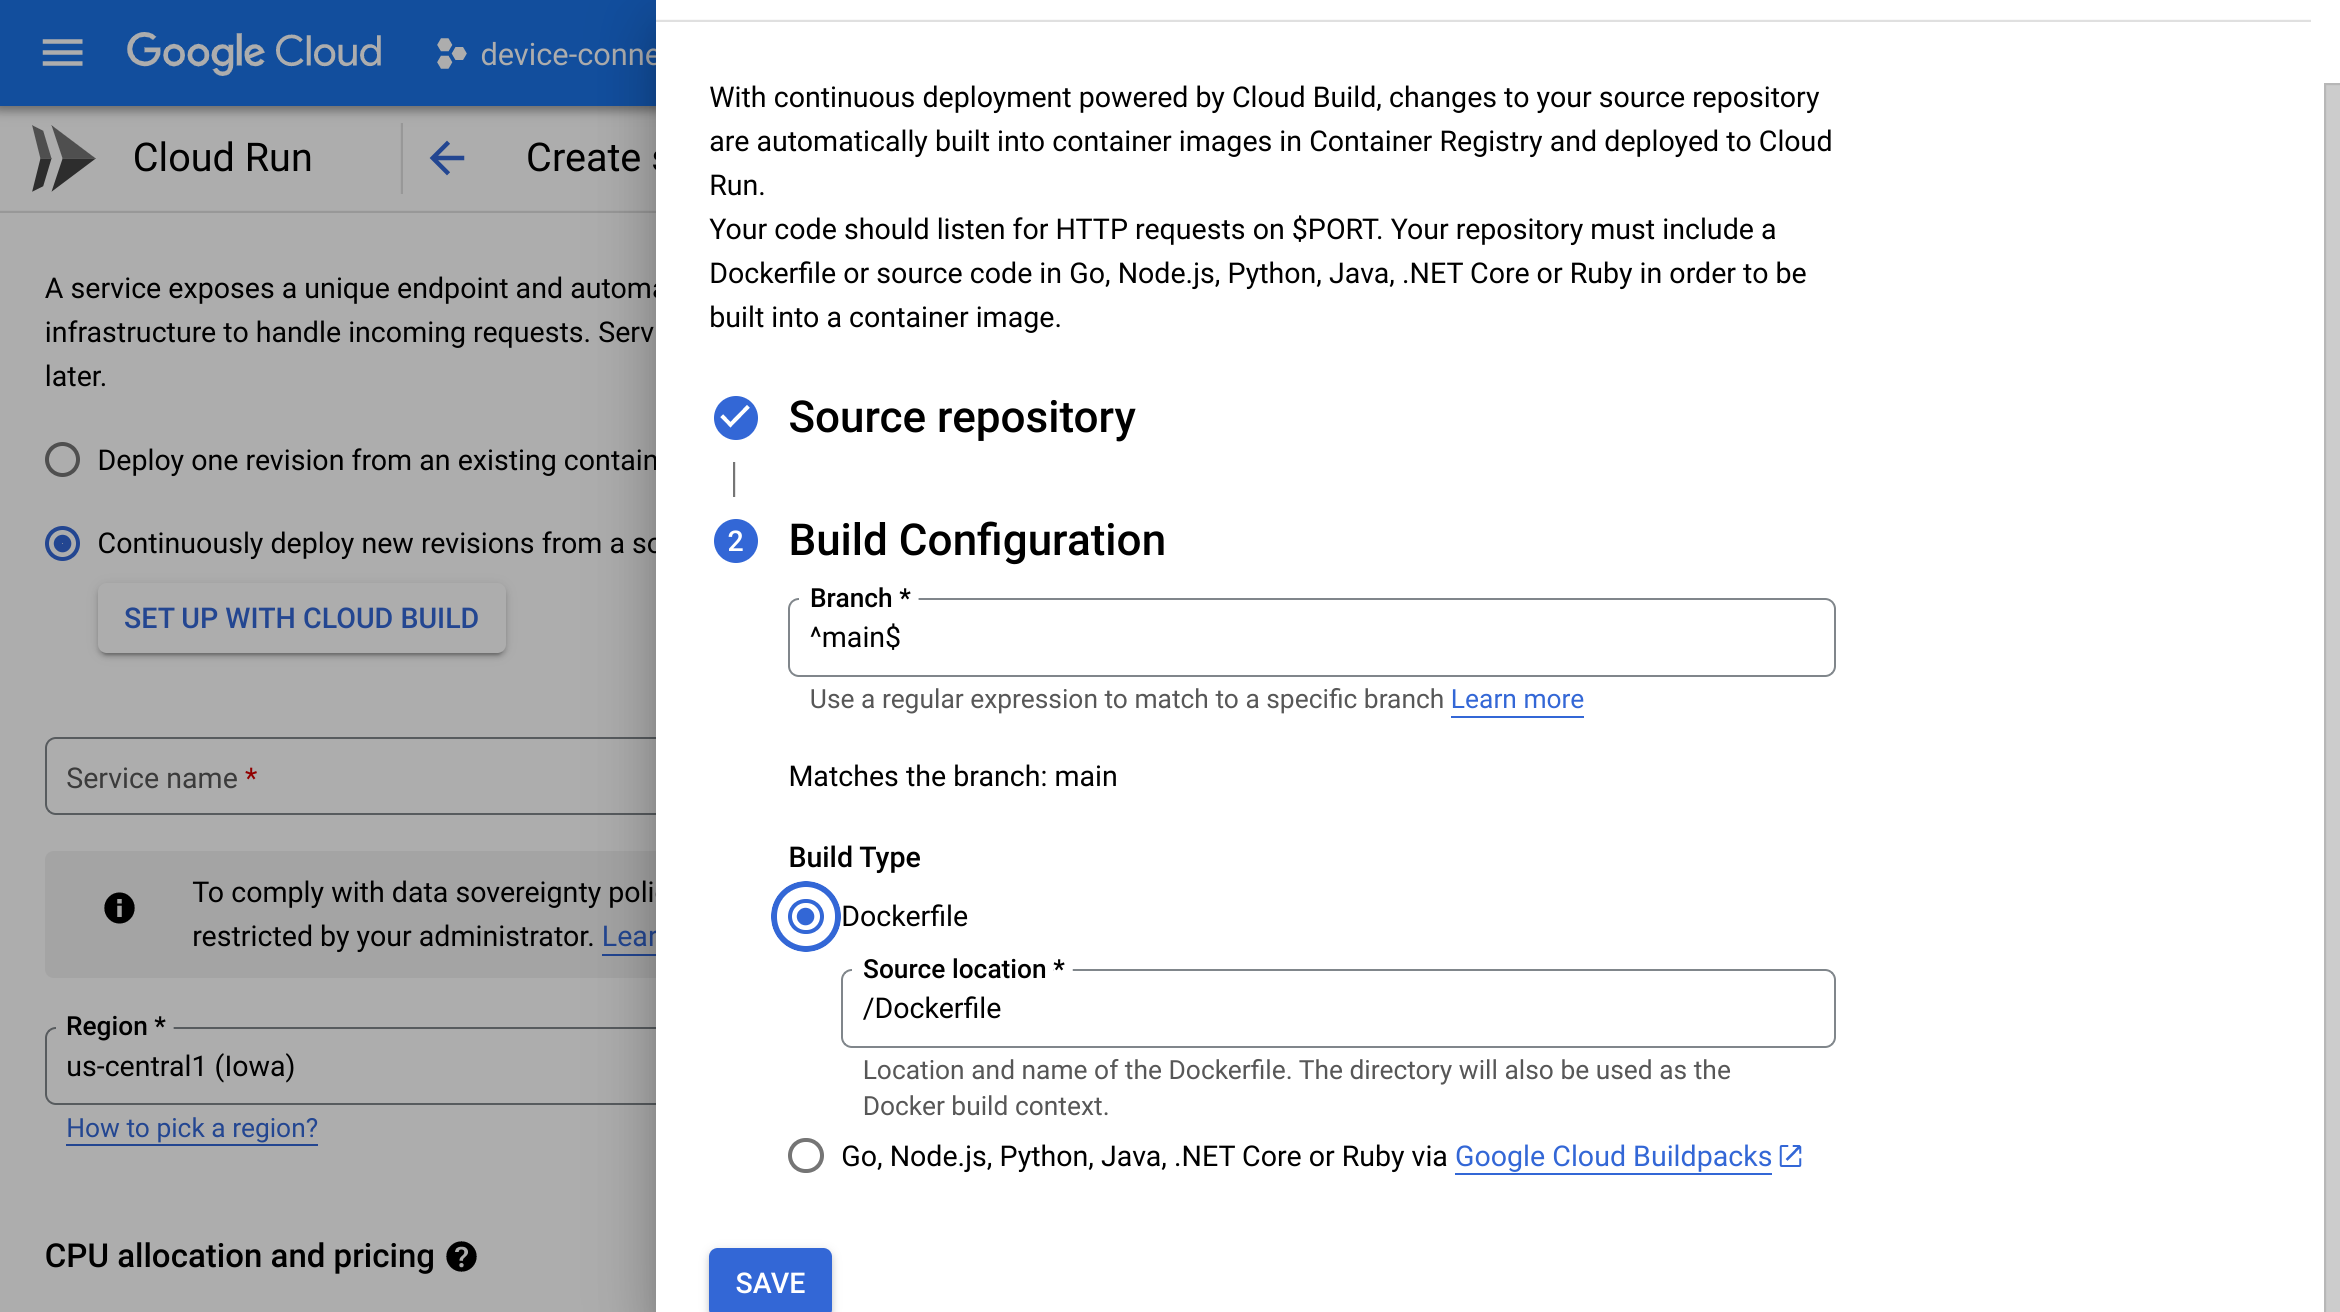 Google Cloud
device-conne
Cloud Run
Create s
A service exposes a unique endpoint and automa
infrastructure to handle incoming requests. Serv
later.
Deploy one revision from an existing contain
Continuously deploy new revisions from a so
SET UP WITH CLOUD BUILD
Service name *
To comply with data sovereignty poli
restricted by your administrator. Lear
Region *
us-central1 (Iowa)
How to pick a region?
CPU allocation and pricing
With continuous deployment powered by Cloud Build, changes to your source repository
are automatically built into container images in Container Registry and deployed to Cloud
Run.
Your code should listen for HTTP requests on $PORT. Your repository must include a
Dockerfile or source code in Go, Node.js, Python, Java, .NET Core or Ruby in order to be
built into a container image.
Source repository
2 Build Configuration
Branch *
^main$
Use a regular expression to match to a specific branch Learn more
Matches the branch: main
Build Type
Dockerfile
Source location *
/Dockerfile
Location and name of the Dockerfile. The directory will also be used as the
Docker build context.
Go, Node.js, Python, Java, .NET Core or Ruby via Google Cloud Buildpacks
SAVE